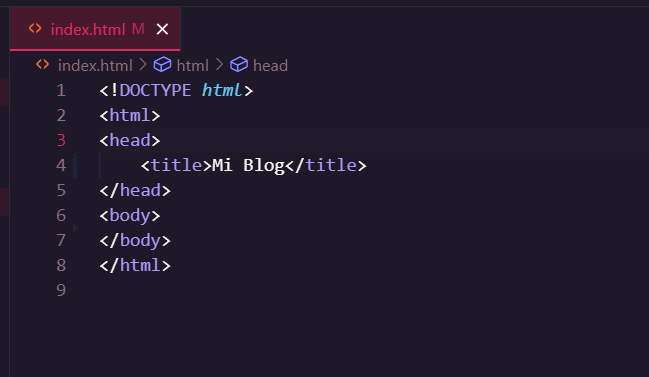 index.html M
index.html > html > head
1 <!DOCTYPE html>
2 <html>
3 <head>
4     <title>Mi Blog</title>
5 </head>
6 <body>
7 </body>
8 </html>
9